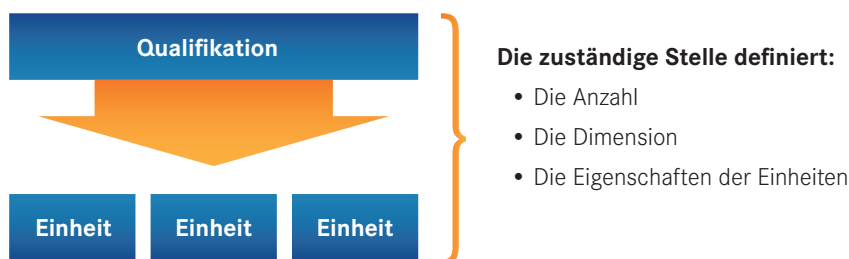 Qualifikation
Einheit
Einheit
Einheit
Die zuständige Stelle definiert:
• Die Anzahl
• Die Dimension
• Die Eigenschaften der Einheiten